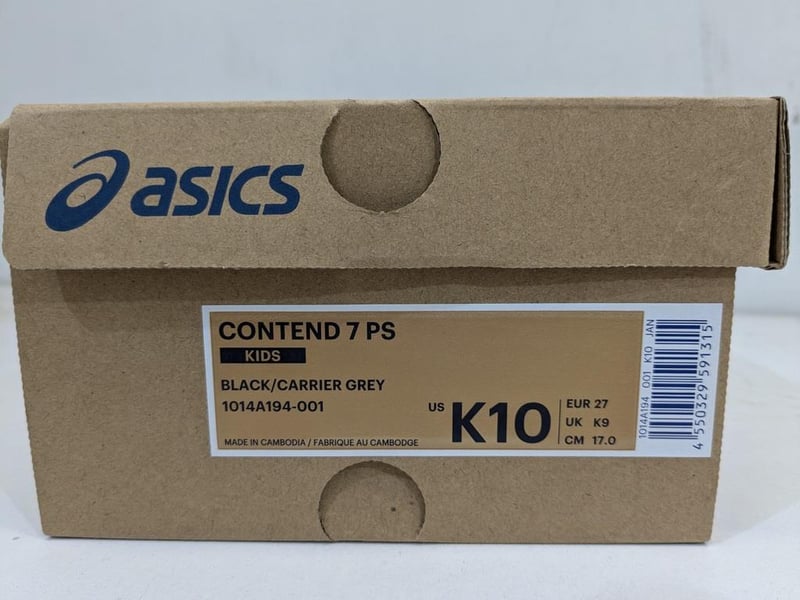 asics
CONTEND 7 PS
KIDS
BLACK/CARRIER GREY
1014A194-001
MADE IN CAMBODIA / FABRIQUE AU CAMBODGE
US K10
EUR 27
UK K9
CM 17.0
1014A194 .001 K10 JAN
4 550329 591315